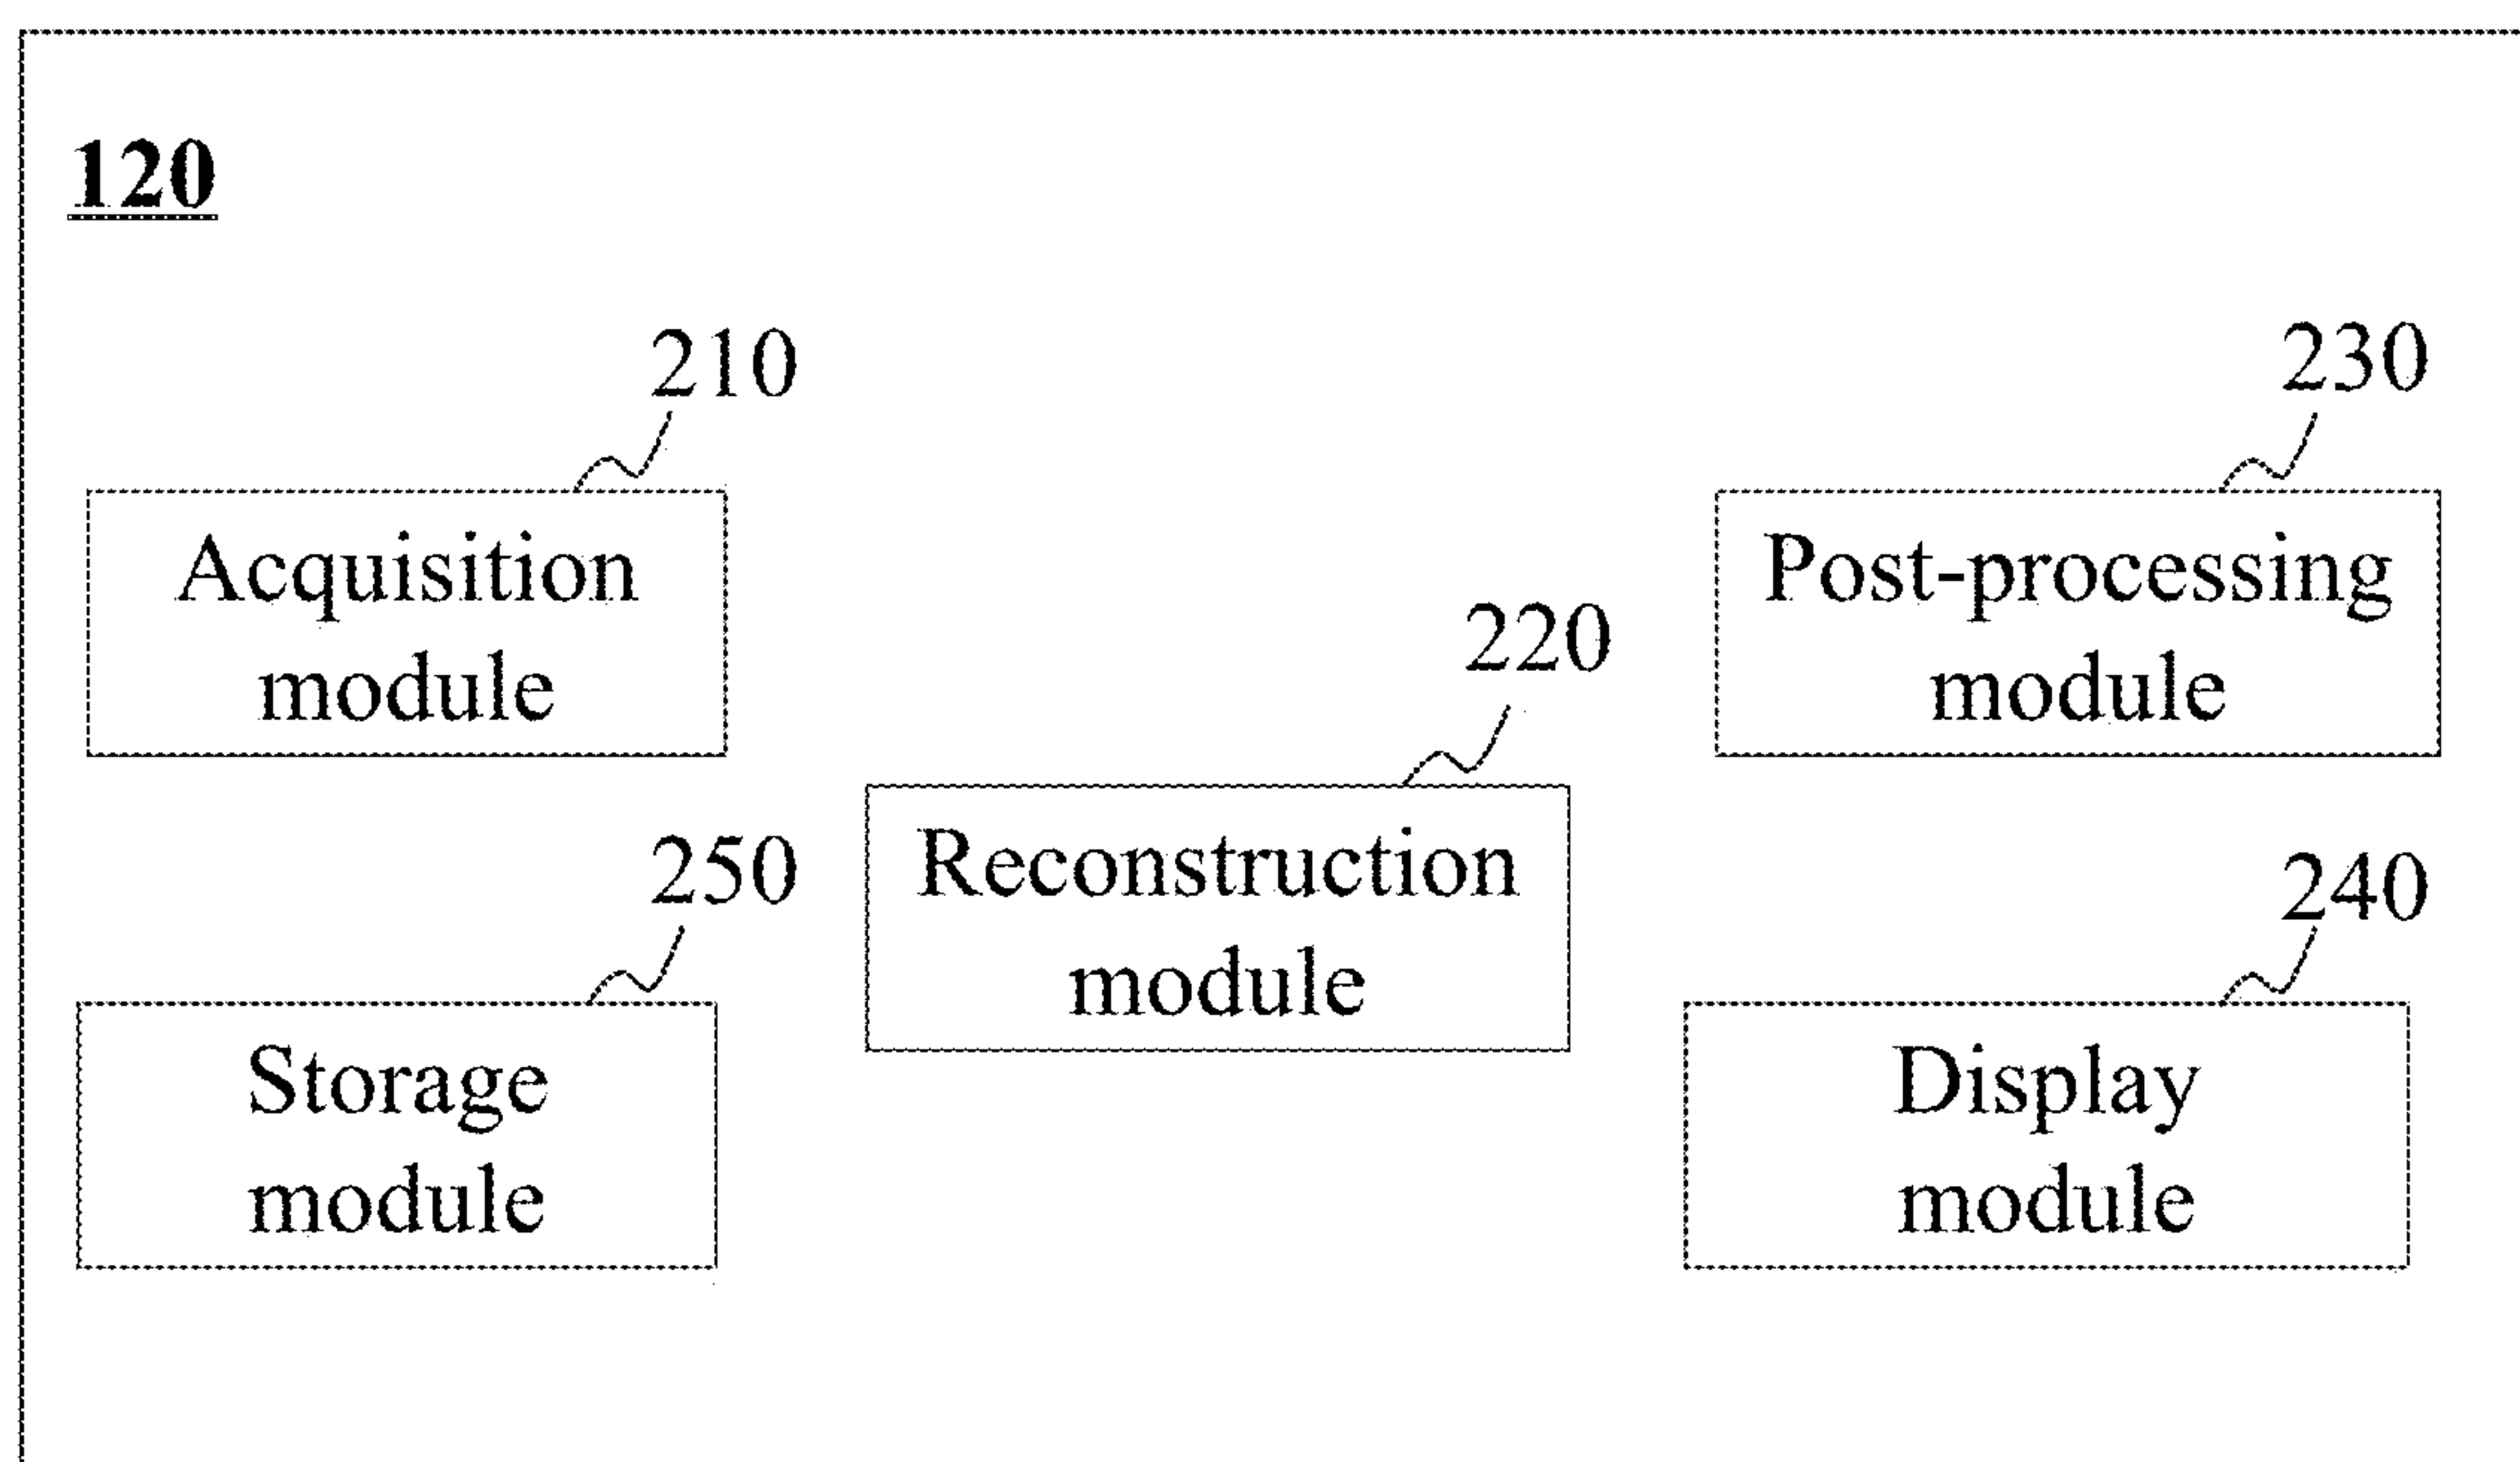 120
210
Acquisition
module
230
Post-processing
module
220
Reconstruction
module
250
Storage
module
240
Display
module